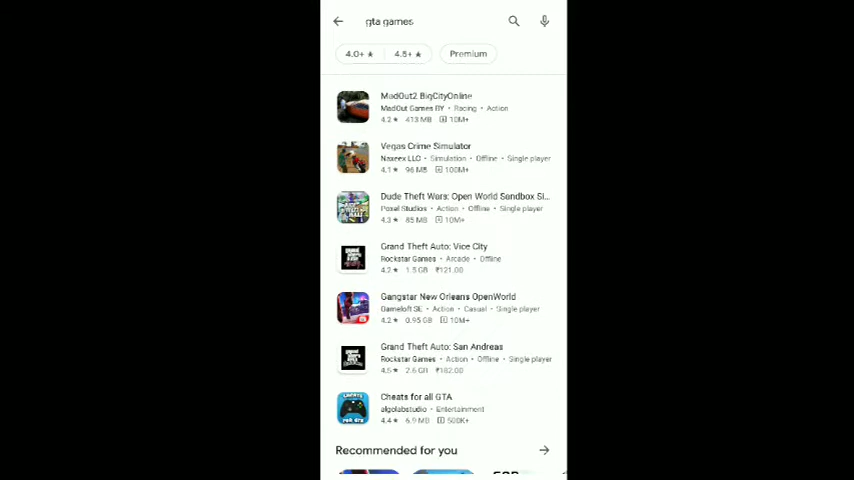 gta games
4.0+ ★ 4.5+ ★ Premium
MadOut2 BigCityOnline
MadOut Games BY • Racing • Action
4.2 ★ 413 MB 10M+
Vegas Crime Simulator
Naxeex LLC • Simulation • Offline • Single player
4.1 ★ 96 MB 100M+
Dude Theft Wars: Open World Sandbox Si...
Poxel Studios • Action • Offline • Single player
4.3 ★ 85 MB 10M+
Grand Theft Auto: Vice City
Rockstar Games • Arcade • Offline
4.2 ★ 1.5 GB ₹121.00
Gangstar New Orleans OpenWorld
Gameloft SE • Action • Casual • Single player
4.2 ★ 0.95 GB 10M+
Grand Theft Auto: San Andreas
Rockstar Games • Action • Offline • Single player
4.5 ★ 2.6 GB ₹182.00
Cheats for all GTA
algolabstudio • Entertainment
4.4 ★ 6.9 MB 500K+
Recommended for you